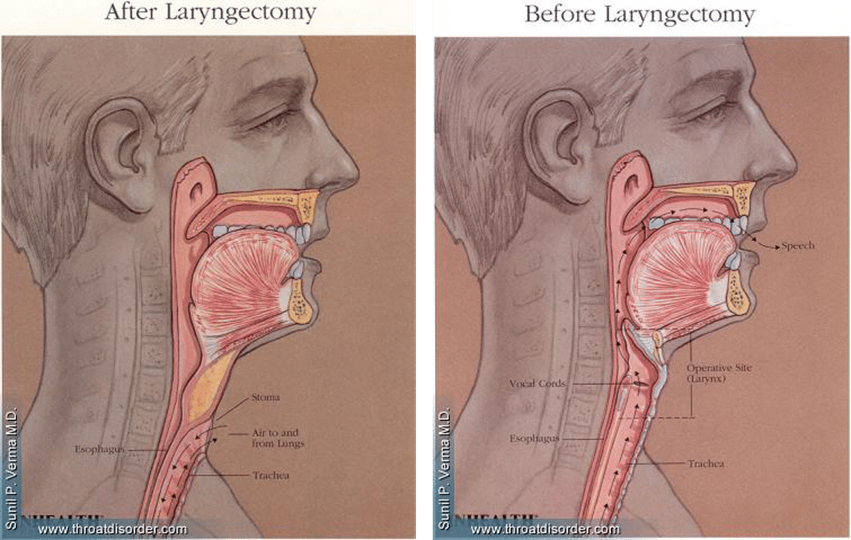 After Laryngectomy
Stoma
Air to and
from Lungs
Esophagus
Trachea
Sunil P. Verma M.D.
www.throatdisorder.com
Before Laryngectomy
Speech
Operative Site
(Larynx)
Vocal Cords
Esophagus
Trachea
Sunil P. Verma M.D.
www.throatdisorder.com